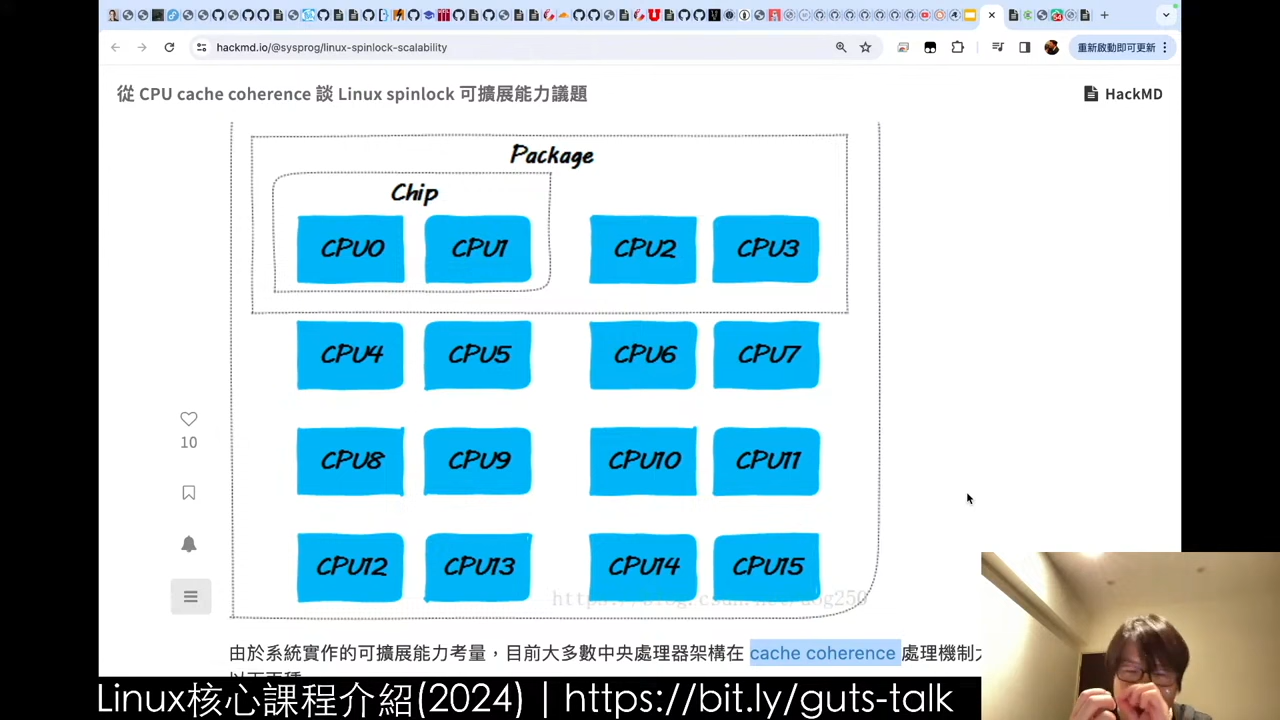 hackmd.io/@sysprog/linux-spinlock-scalability
重新啟動即可更新
從 CPU cache coherence 談 Linux spinlock 可擴展能力議題
HackMD
Package
Chip
CPU0 CPU1 CPU2 CPU3
CPU4 CPU5 CPU6 CPU7
CPU8 CPU9 CPU10 CPU11
CPU12 CPU13 CPU14 CPU15
10
由於系統實作的可擴展能力考量，目前大多數中央處理器架構在 cache coherence 處理機制
Linux核心課程介紹(2024) | https://bit.ly/guts-talk